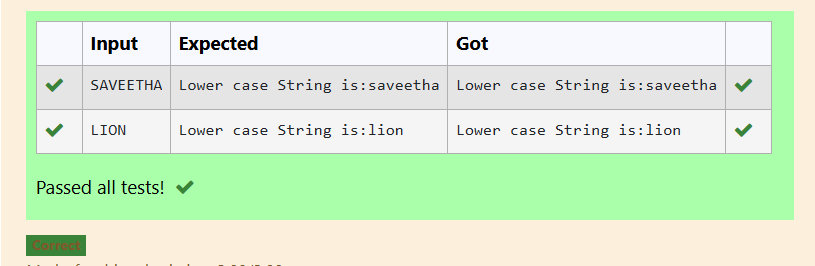 Input Expected Got
SAVEETHA Lower case String is:saveetha Lower case String is:saveetha
LION Lower case String is:lion Lower case String is:lion
Passed all tests!
Correct